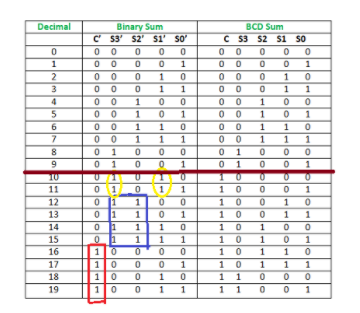 Decimal Binary Sum BCD Sum
C' S3' S2' S1' S0' C S3 S2 S1 S0
0 0 0 0 0 0 0 0 0 0 0
1 0 0 0 0 1 0 0 0 0 1
2 0 0 0 1 0 0 0 0 1 0
3 0 0 0 1 1 0 0 0 1 1
4 0 0 1 0 0 0 0 1 0 0
5 0 0 1 0 1 0 0 1 0 1
6 0 0 1 1 0 0 0 1 1 0
7 0 0 1 1 1 0 0 1 1 1
8 0 1 0 0 0 0 1 0 0 0
9 0 1 0 0 1 0 1 0 0 1
10 0 1 0 1 0 1 0 0 0 0
11 0 1 0 1 1 1 0 0 0 1
12 0 1 1 0 0 1 0 0 1 0
13 0 1 1 0 1 1 0 0 1 1
14 0 1 1 1 0 1 0 1 0 0
15 0 1 1 1 1 1 0 1 0 1
16 1 0 0 0 0 1 0 1 1 0
17 1 0 0 0 1 1 0 1 1 1
18 1 0 0 1 0 1 1 0 0 0
19 1 0 0 1 1 1 1 0 0 1